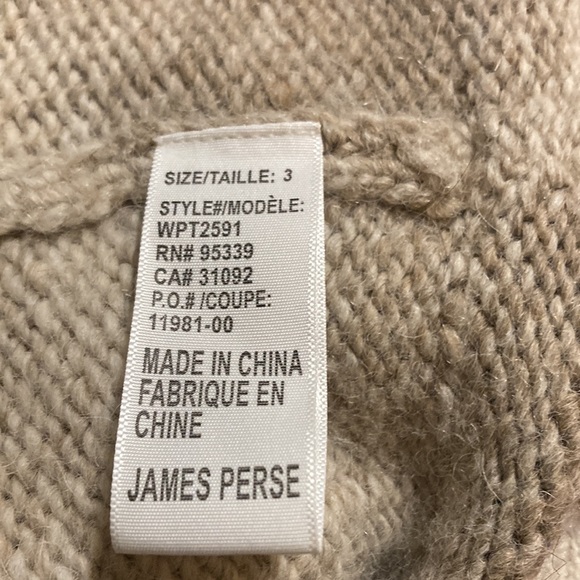 SIZE/TAILLE: 3
STYLE#/MODÈLE:
WPT2591
RN# 95339
CA# 31092
P.O.# /COUPE:
11981-00
MADE IN CHINA
FABRIQUE EN
CHINE
JAMES PERSE